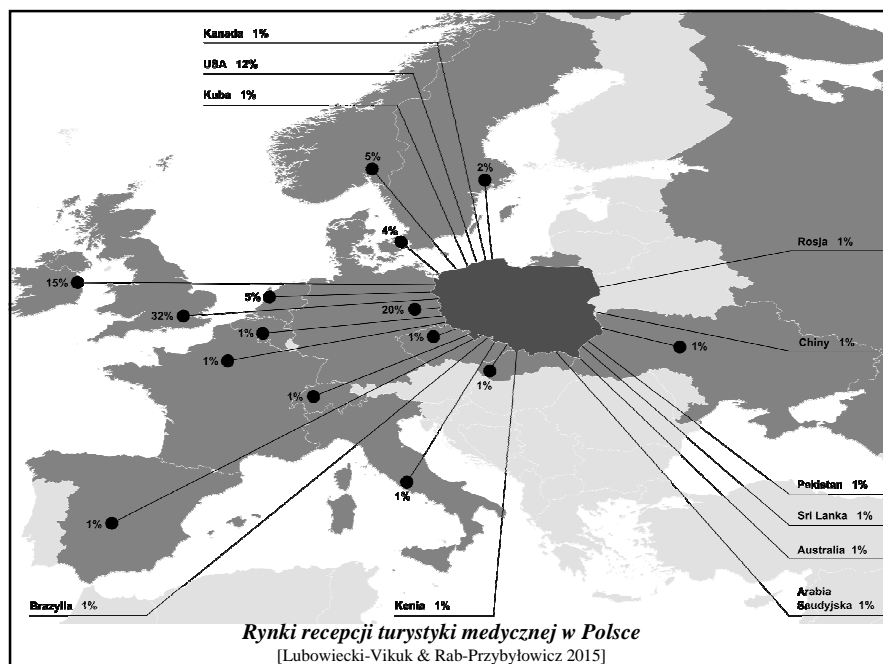 Kanada 1%
USA 12%
Kuba 1%
5%
2%
4%
Rosja 1%
15%
5%
32%
20%
1%
1%
Chiny 1%
1%
1%
1%
1%
Pakistan 1%
1%
Sri Lanka 1%
1%
Australia 1%
Arabia
Saudyjska 1%
Brazylia 1%
Kenia 1%
Rynki recepcji turystyki medycznej w Polsce
[Lubowiecki-Vikuk & Rab-Przybyłowicz 2015]